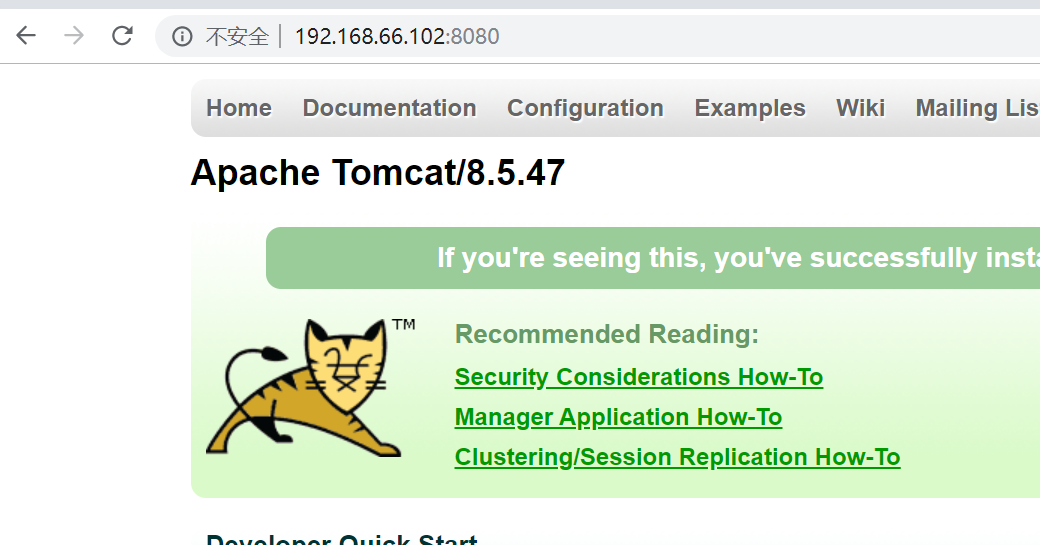 不安全 | 192.168.66.102:8080
Home Documentation Configuration Examples Wiki Mailing Lis
Apache Tomcat/8.5.47
If you're seeing this, you've successfully insta
TM
Recommended Reading:
Security Considerations How-To
Manager Application How-To
Clustering/Session Replication How-To
Developer Quick Start